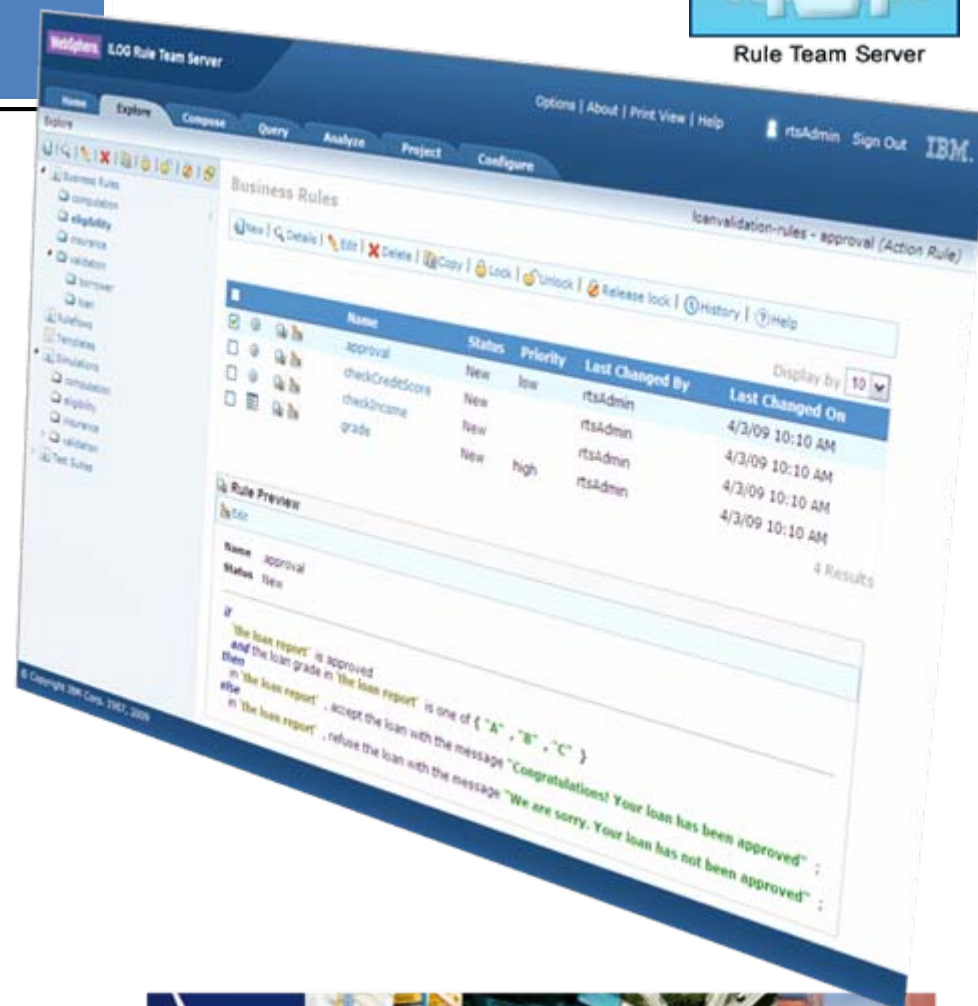 Rule Team Server
WebSphere. ILOG Rule Team Server
Options | About | Print View | Help rtsAdmin Sign Out IBM.
Home Explore Compose Query Analyze Project Configure
Explore
loanvalidation-rules - approval (Action Rule)
Business Rules
computation
eligibility
insurance
validation
borrower
loan
Ruleflows
Templates
Simulations
computation
eligibility
insurance
validation
Test Suites
Business Rules
New | Details | Edit | Delete | Copy | Lock | Unlock | Release lock | History | Help
Display by 10
Name Status Priority Last Changed By Last Changed On
approval New low rtsAdmin 4/3/09 10:10 AM
checkCreditScore New rtsAdmin 4/3/09 10:10 AM
checkIncome New rtsAdmin 4/3/09 10:10 AM
grade New high rtsAdmin 4/3/09 10:10 AM
4 Results
Rule Preview
Edit
Name approval
Status New
if
'the loan report' is approved
and the loan grade in 'the loan report' is one of { "A" , "B" , "C" }
then
in 'the loan report' , accept the loan with the message "Congratulations! Your loan has been approved" ;
else
in 'the loan report' , refuse the loan with the message "We are sorry. Your loan has not been approved" ;
© Copyright IBM Corp. 1987, 2009